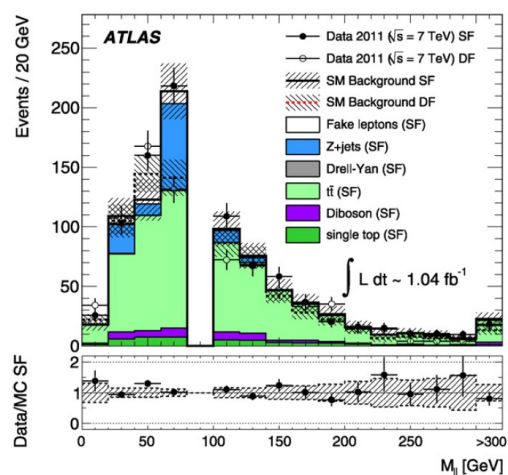 ATLAS
Data 2011 (√s = 7 TeV) SF
Data 2011 (√s = 7 TeV) DF
SM Background SF
SM Background DF
Fake leptons (SF)
Z+jets (SF)
Drell-Yan (SF)
tt̄ (SF)
Diboson (SF)
single top (SF)
∫ L dt ~ 1.04 fb⁻¹
Events / 20 GeV
250
200
150
100
50
0
Data/MC SF
2
1
0
0 50 100 150 200 250 >300
M_ll [GeV]